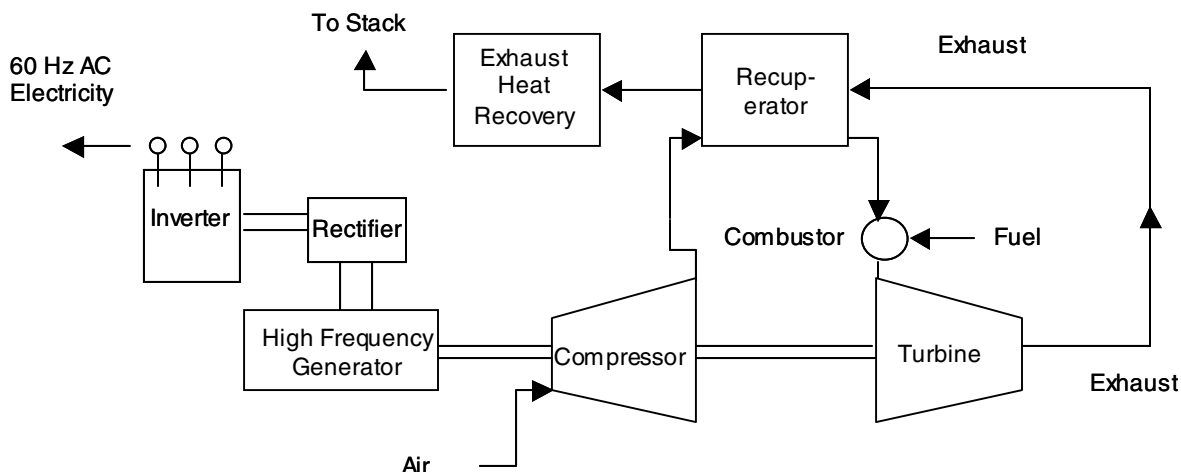 To Stack
60 Hz AC
Electricity
Exhaust
Heat
Recovery
Recup-
erator
Exhaust
Inverter
Rectifier
Combustor
Fuel
High Frequency
Generator
Compressor
Turbine
Exhaust
Air